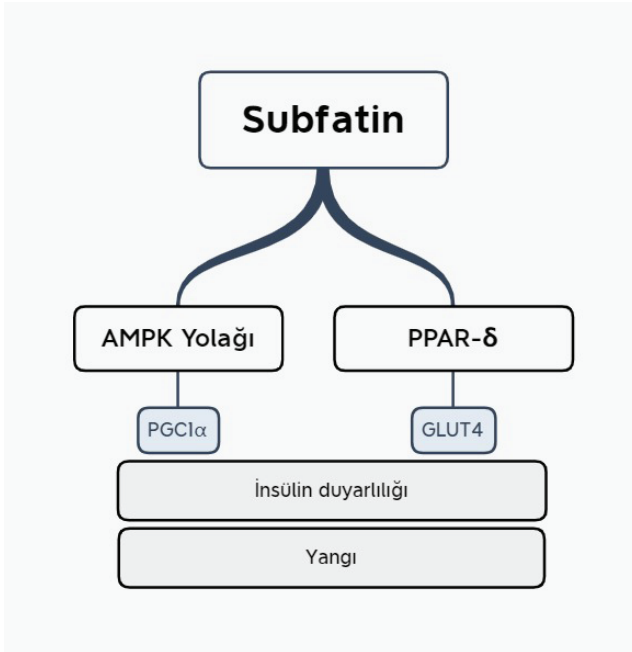 Subfatin
AMPK Yolağı
PPAR-δ
PGC1α
GLUT4
İnsülin duyarlılığı
Yangı